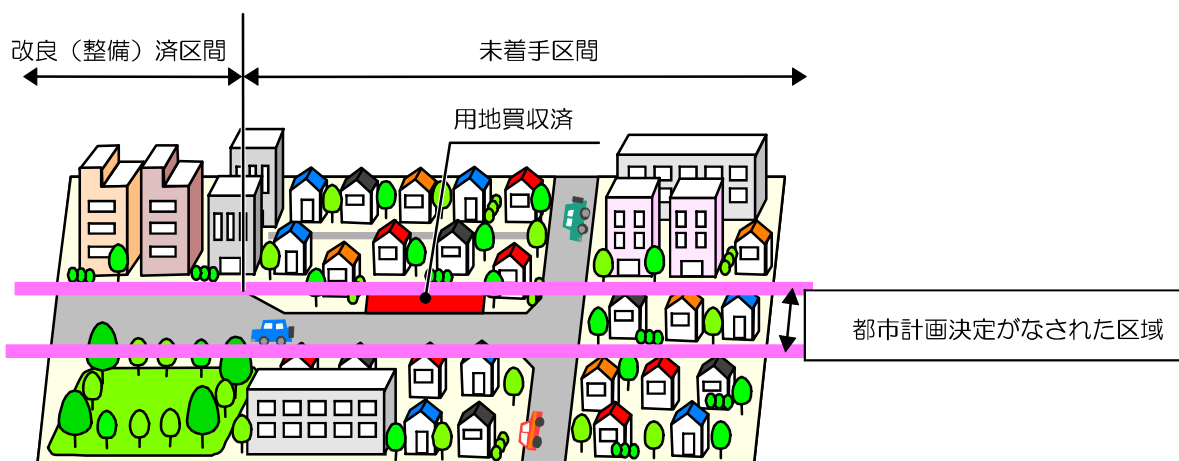 改良（整備）済区間
未着手区間
用地買収済
都市計画決定がなされた区域